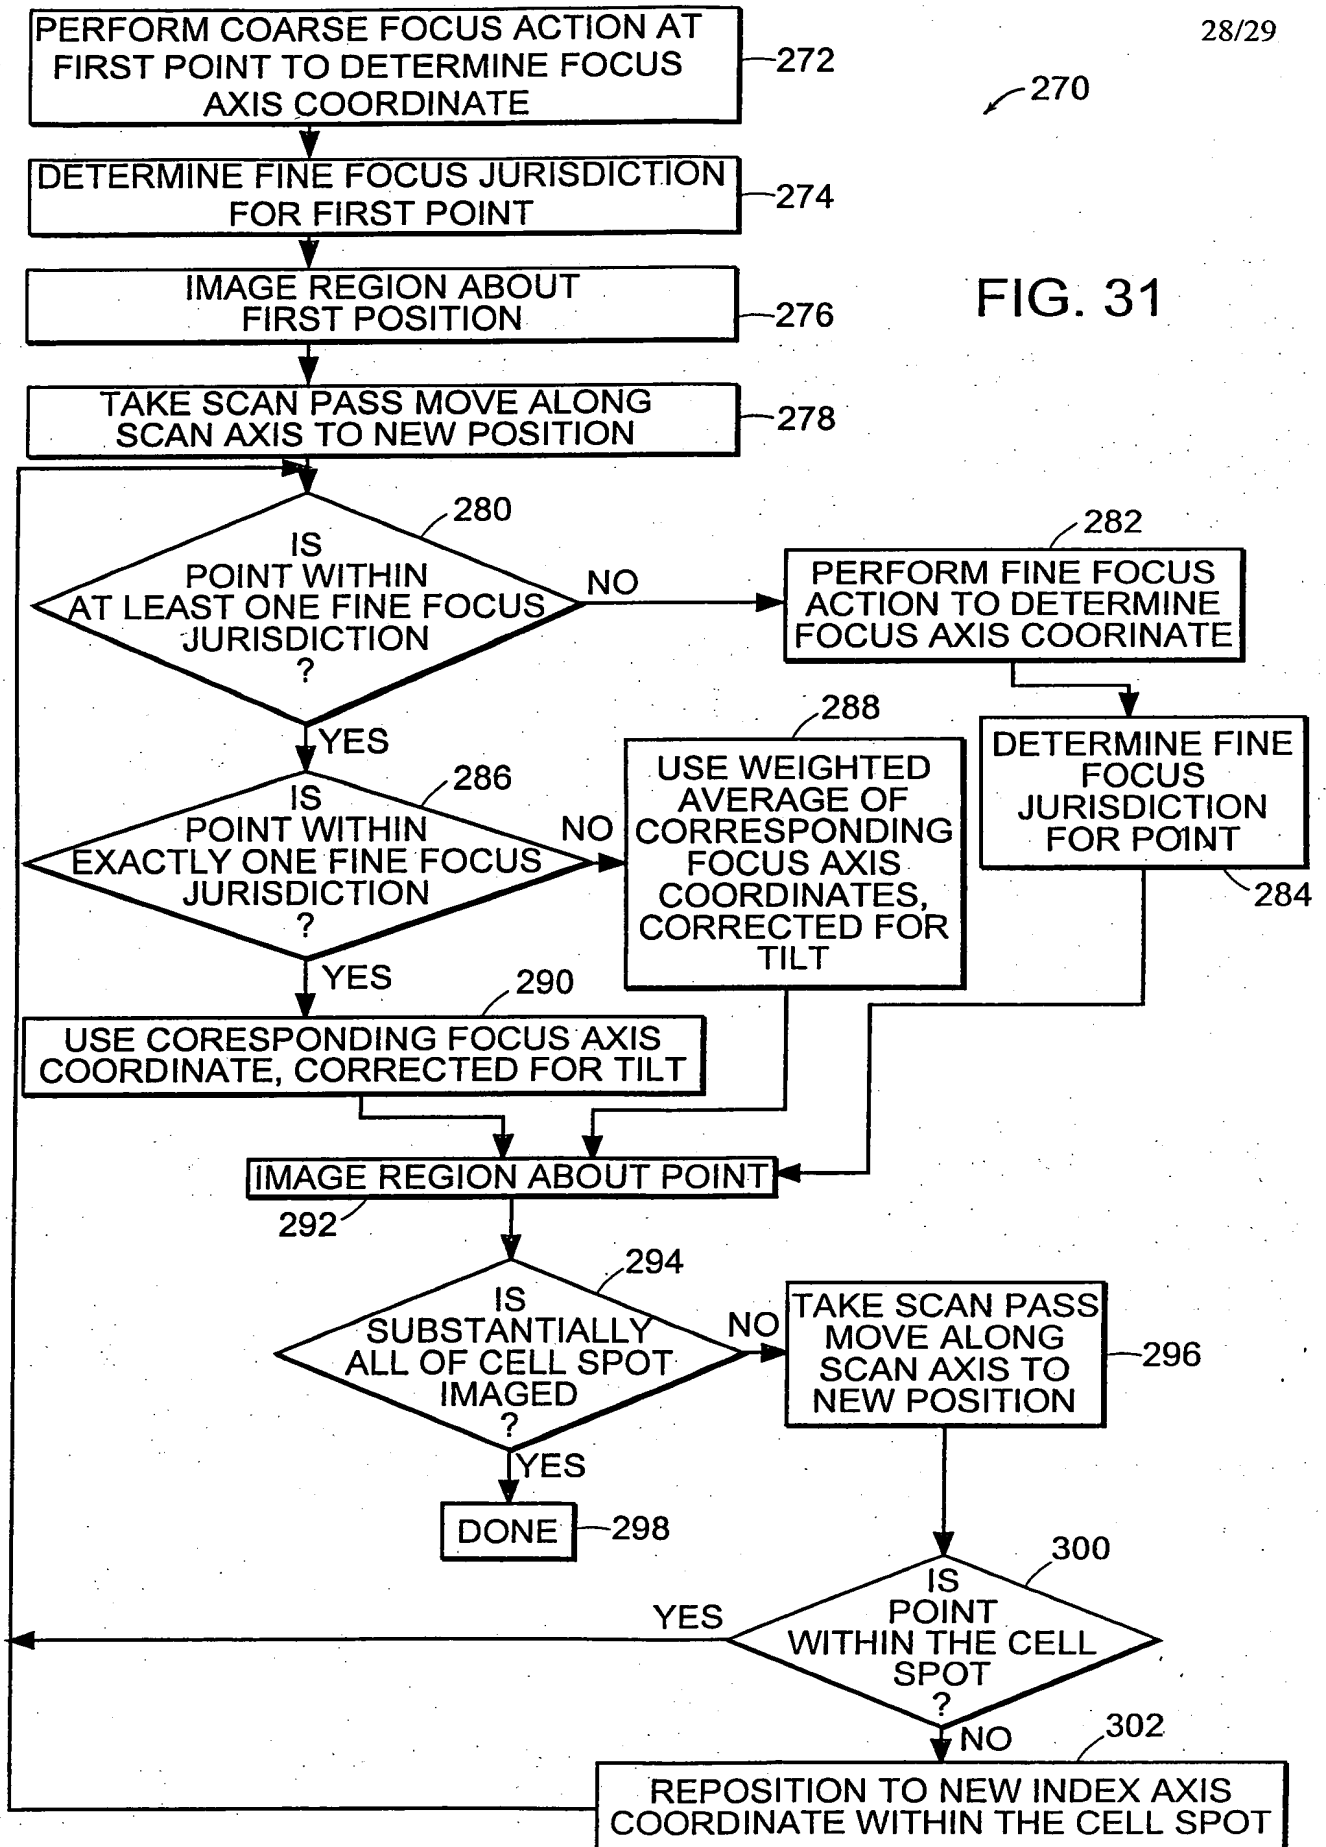 28/29
270
FIG. 31
PERFORM COARSE FOCUS ACTION AT
FIRST POINT TO DETERMINE FOCUS
AXIS COORDINATE
272
DETERMINE FINE FOCUS JURISDICTION
FOR FIRST POINT
274
IMAGE REGION ABOUT
FIRST POSITION
276
TAKE SCAN PASS MOVE ALONG
SCAN AXIS TO NEW POSITION
278
280
IS
POINT WITHIN
AT LEAST ONE FINE FOCUS
JURISDICTION
?
NO
YES
282
PERFORM FINE FOCUS
ACTION TO DETERMINE
FOCUS AXIS COORINATE
DETERMINE FINE
FOCUS
JURISDICTION
FOR POINT
284
286
IS
POINT WITHIN
EXACTLY ONE FINE FOCUS
JURISDICTION
?
NO
YES
288
USE WEIGHTED
AVERAGE OF
CORRESPONDING
FOCUS AXIS
COORDINATES,
CORRECTED FOR
TILT
290
USE CORESPONDING FOCUS AXIS
COORDINATE, CORRECTED FOR TILT
IMAGE REGION ABOUT POINT
292
294
IS
SUBSTANTIALLY
ALL OF CELL SPOT
IMAGED
?
NO
YES
TAKE SCAN PASS
MOVE ALONG
SCAN AXIS TO
NEW POSITION
296
DONE
298
300
IS
POINT
WITHIN THE CELL
SPOT
?
YES
NO
302
REPOSITION TO NEW INDEX AXIS
COORDINATE WITHIN THE CELL SPOT